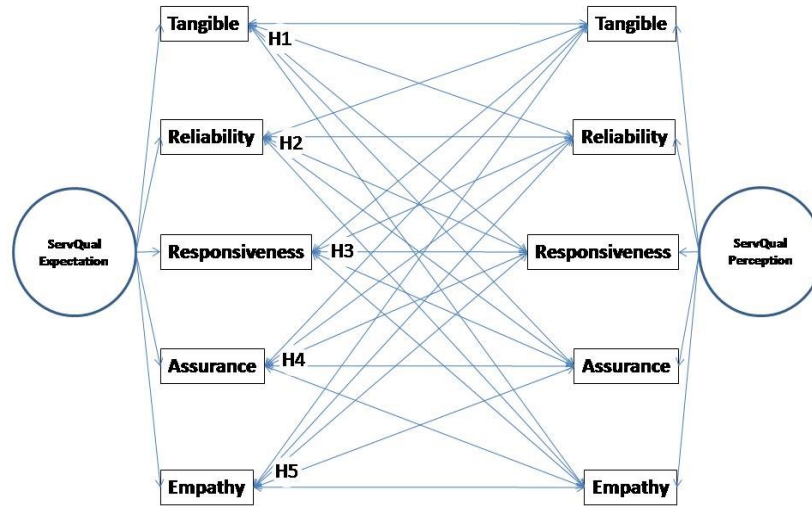 Tangible
H1
Tangible
Reliability
H2
Reliability
ServQual
Expectation
Responsiveness
H3
Responsiveness
ServQual
Perception
Assurance
H4
Assurance
Empathy
H5
Empathy